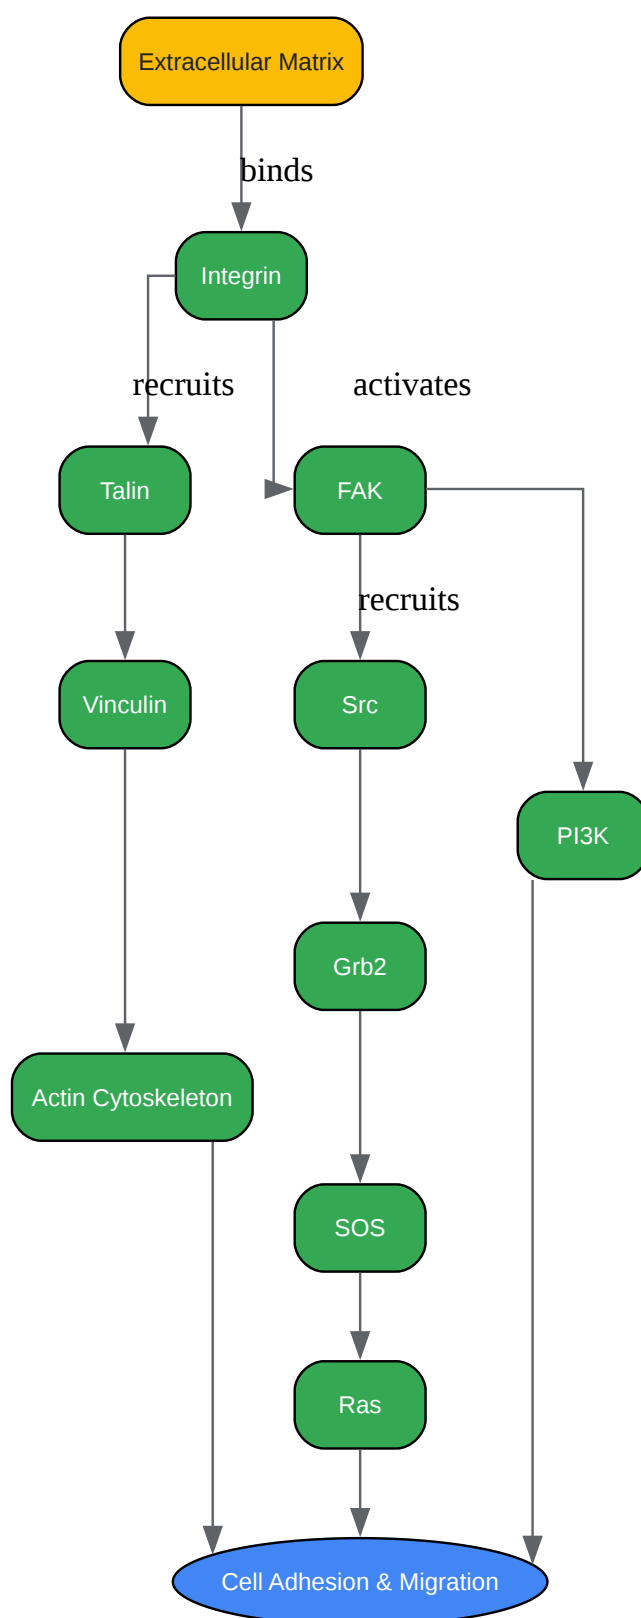 Extracellular Matrix
binds
Integrin
recruits
activates
Talin
FAK
recruits
Vinculin
Src
PI3K
Grb2
Actin Cytoskeleton
SOS
Ras
Cell Adhesion & Migration